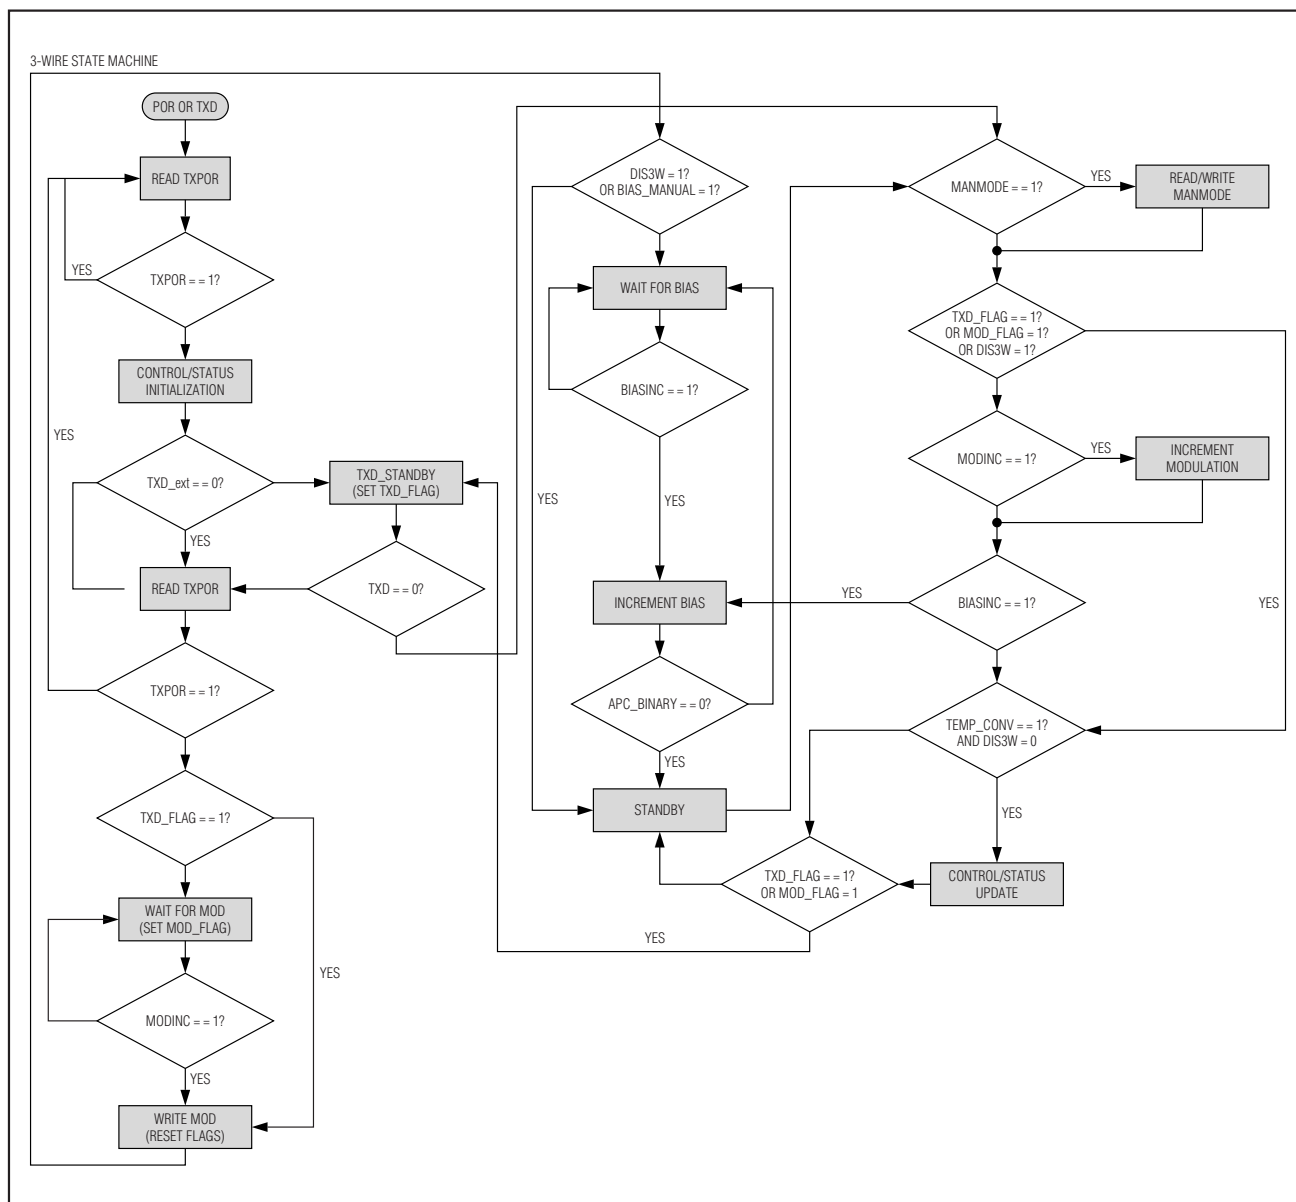 3-WIRE STATE MACHINE
POR OR TXD
READ TXPOR
YES
TXPOR = = 1?
CONTROL/STATUS
INITIALIZATION
YES
TXD_ext = = 0?
YES
TXD_STANDBY
(SET TXD_FLAG)
READ TXPOR
TXD = = 0?
TXPOR = = 1?
TXD_FLAG = = 1?
WAIT FOR MOD
(SET MOD_FLAG)
YES
MODINC = = 1?
YES
WRITE MOD
(RESET FLAGS)
DIS3W = 1?
OR BIAS_MANUAL = 1?
WAIT FOR BIAS
BIASINC = = 1?
YES
YES
INCREMENT BIAS
APC_BINARY = = 0?
YES
STANDBY
MANMODE = = 1?
YES
READ/WRITE
MANMODE
TXD_FLAG = = 1?
OR MOD_FLAG = 1?
OR DIS3W = 1?
MODINC = = 1?
YES
INCREMENT
MODULATION
YES
BIASINC = = 1?
YES
TEMP_CONV = = 1?
AND DIS3W = 0
YES
CONTROL/STATUS
UPDATE
TXD_FLAG = = 1?
OR MOD_FLAG = 1
YES